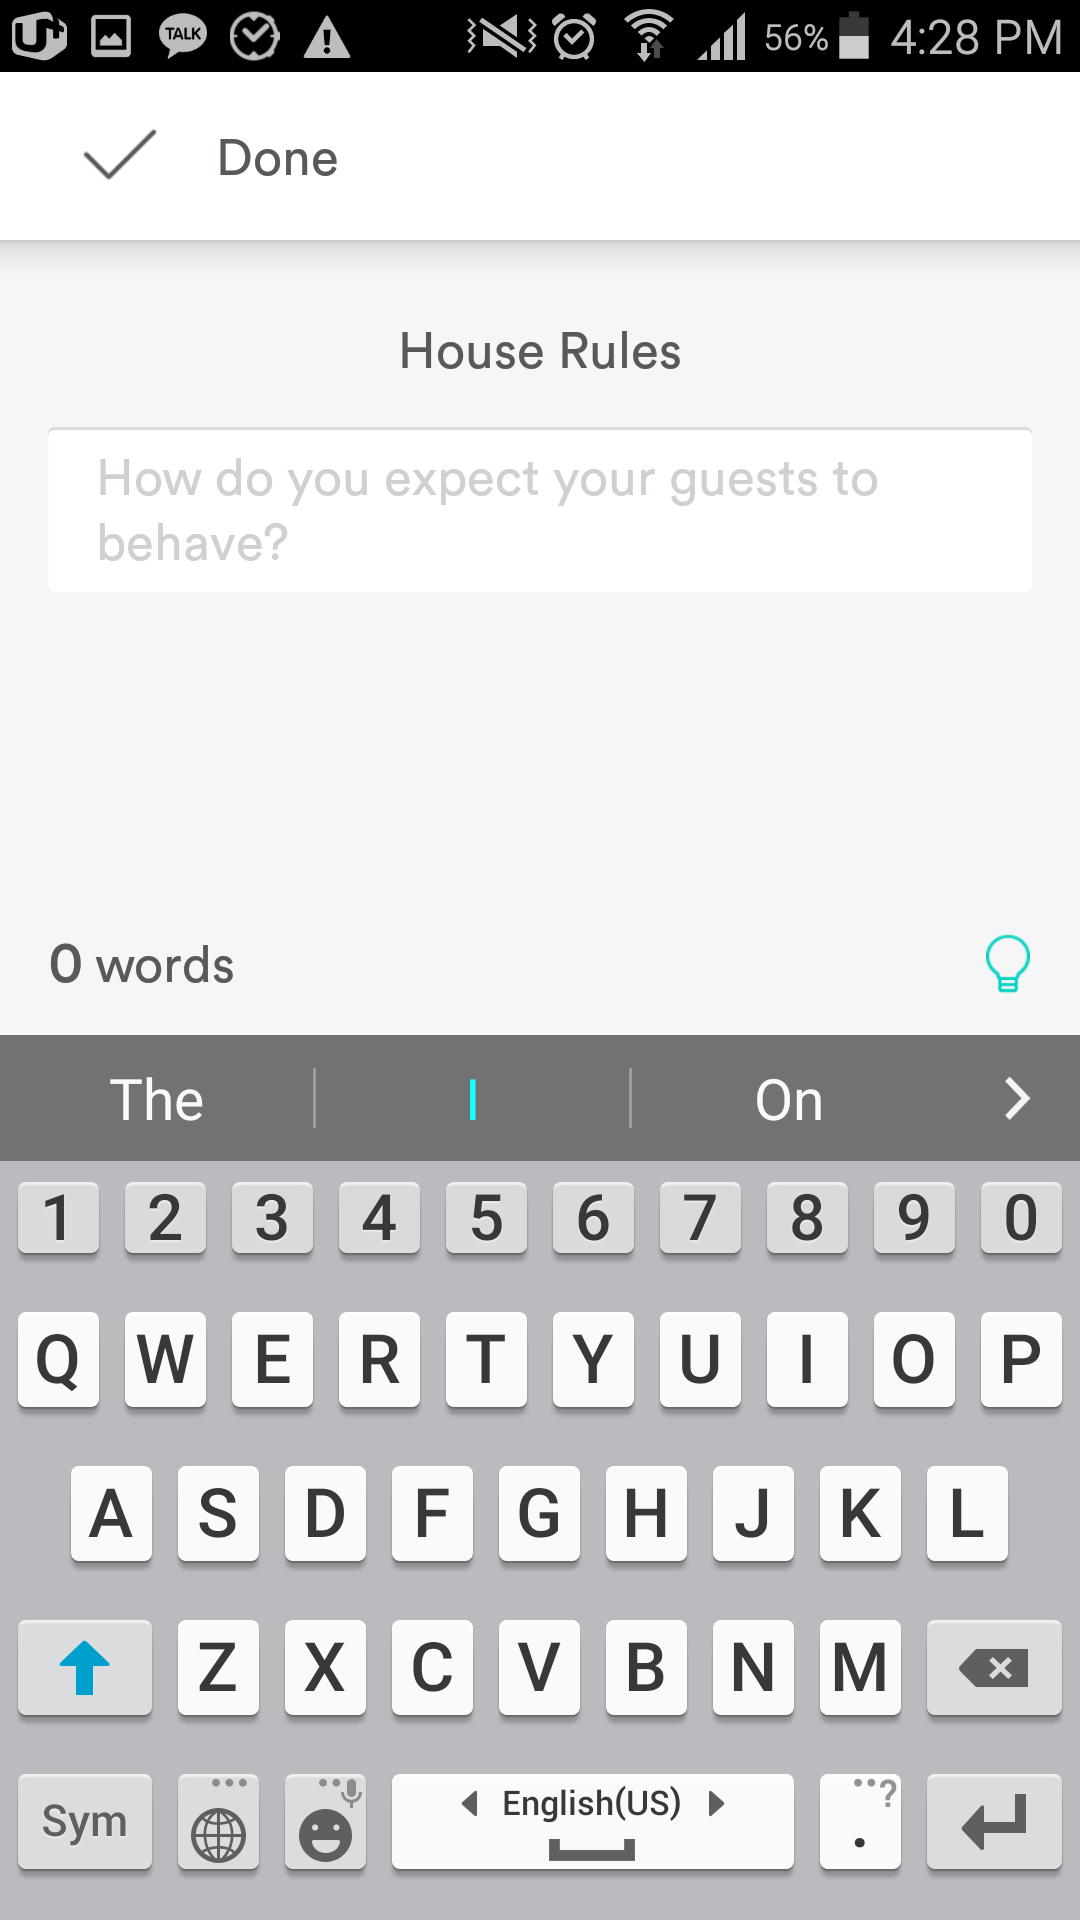 U+ TALK 56% 4:28 PM
Done
House Rules
How do you expect your guests to
behave?
0 words
The I On
1 2 3 4 5 6 7 8 9 0
Q W E R T Y U I O P
A S D F G H J K L
Z X C V B N M
Sym English(US) . ?